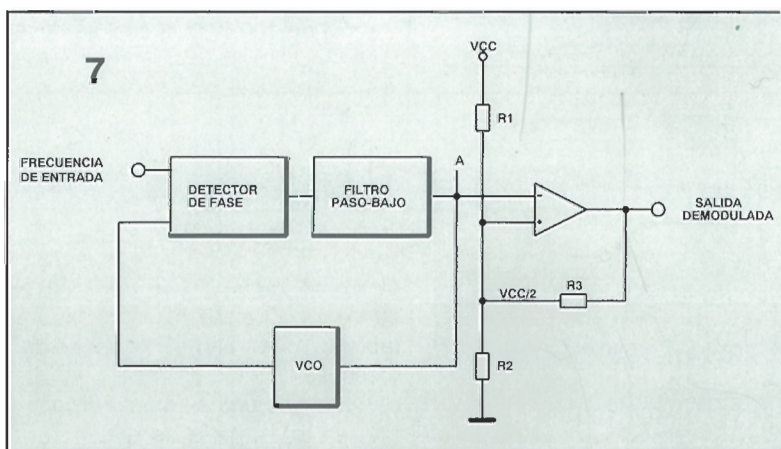 7
VCC
R1
FRECUENCIA
DE ENTRADA
DETECTOR
DE FASE
FILTRO
PASO-BAJO
A
-
+
SALIDA
DEMODULADA
VCC/2
R3
VCO
R2